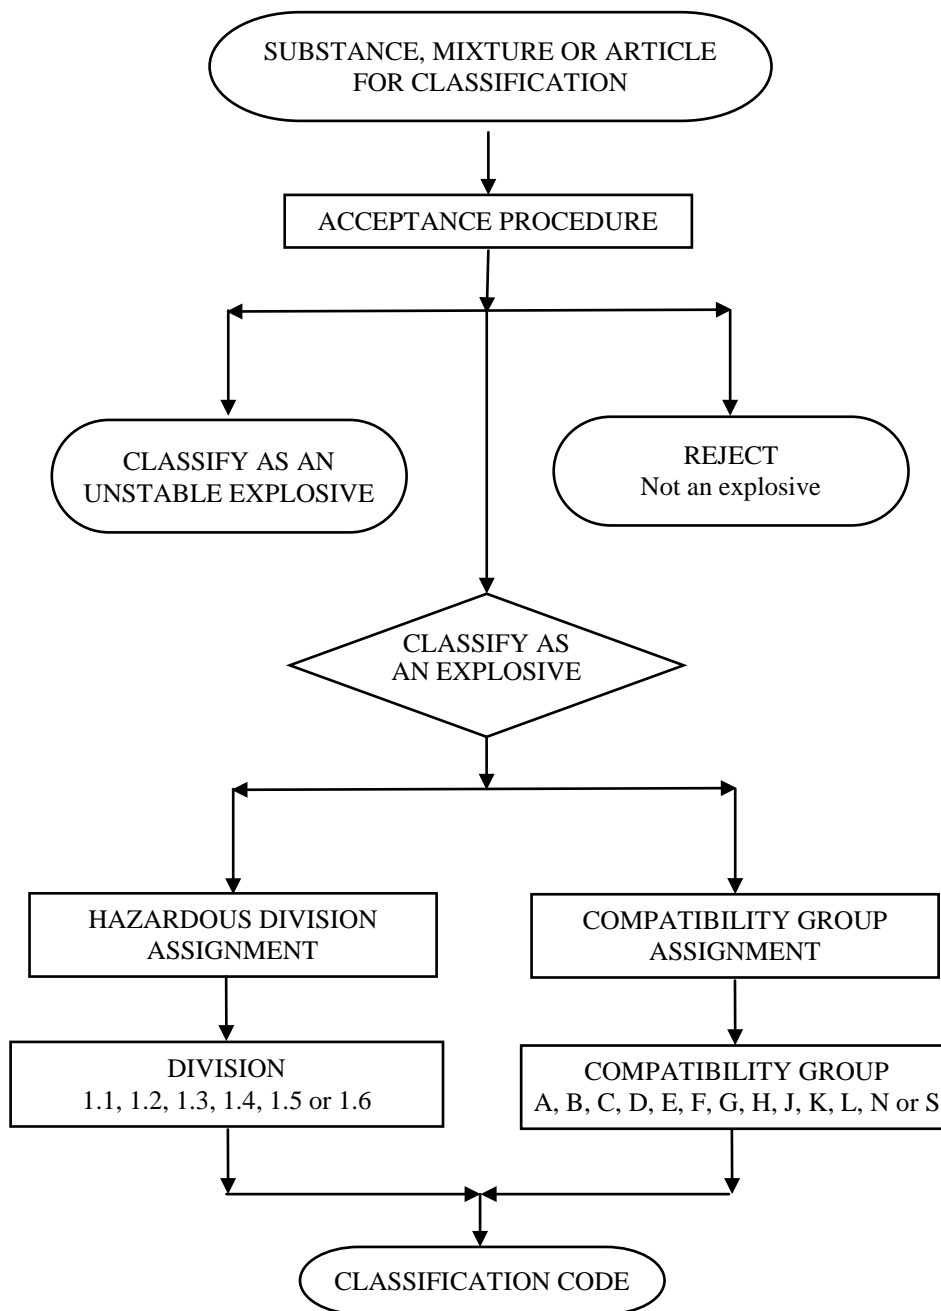 SUBSTANCE, MIXTURE OR ARTICLE
FOR CLASSIFICATION
ACCEPTANCE PROCEDURE
CLASSIFY AS AN
UNSTABLE EXPLOSIVE
REJECT
Not an explosive
CLASSIFY AS
AN EXPLOSIVE
HAZARDOUS DIVISION
ASSIGNMENT
COMPATIBILITY GROUP
ASSIGNMENT
DIVISION
1.1, 1.2, 1.3, 1.4, 1.5 or 1.6
COMPATIBILITY GROUP
A, B, C, D, E, F, G, H, J, K, L, N or S
CLASSIFICATION CODE